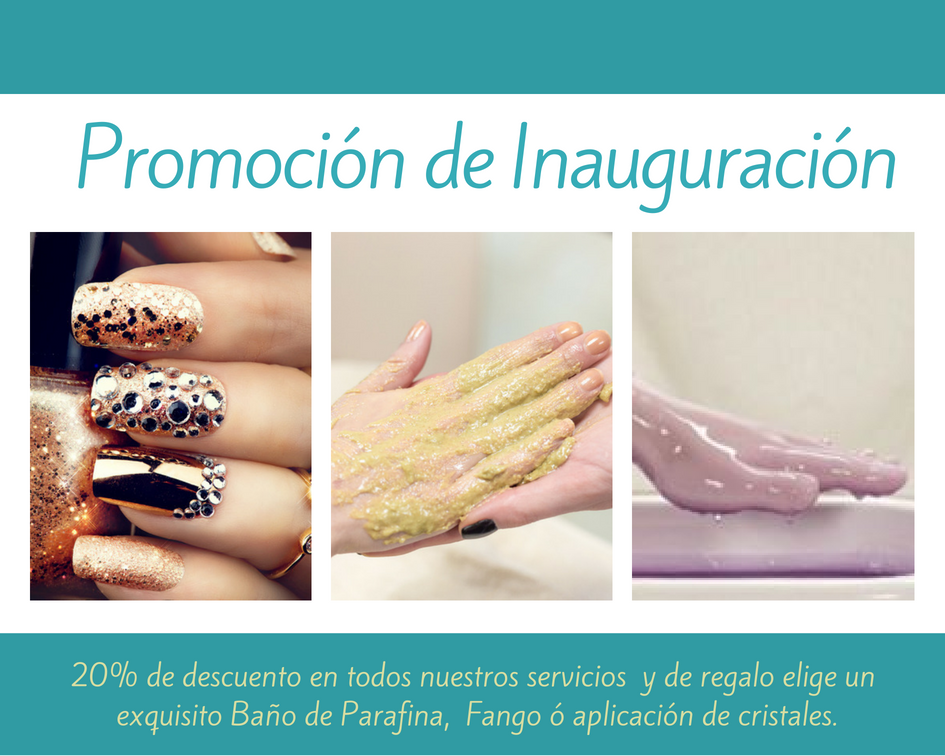 Promoción de Inauguración
20% de descuento en todos nuestros servicios y de regalo elige un
exquisito Baño de Parafina, Fango ó aplicación de cristales.